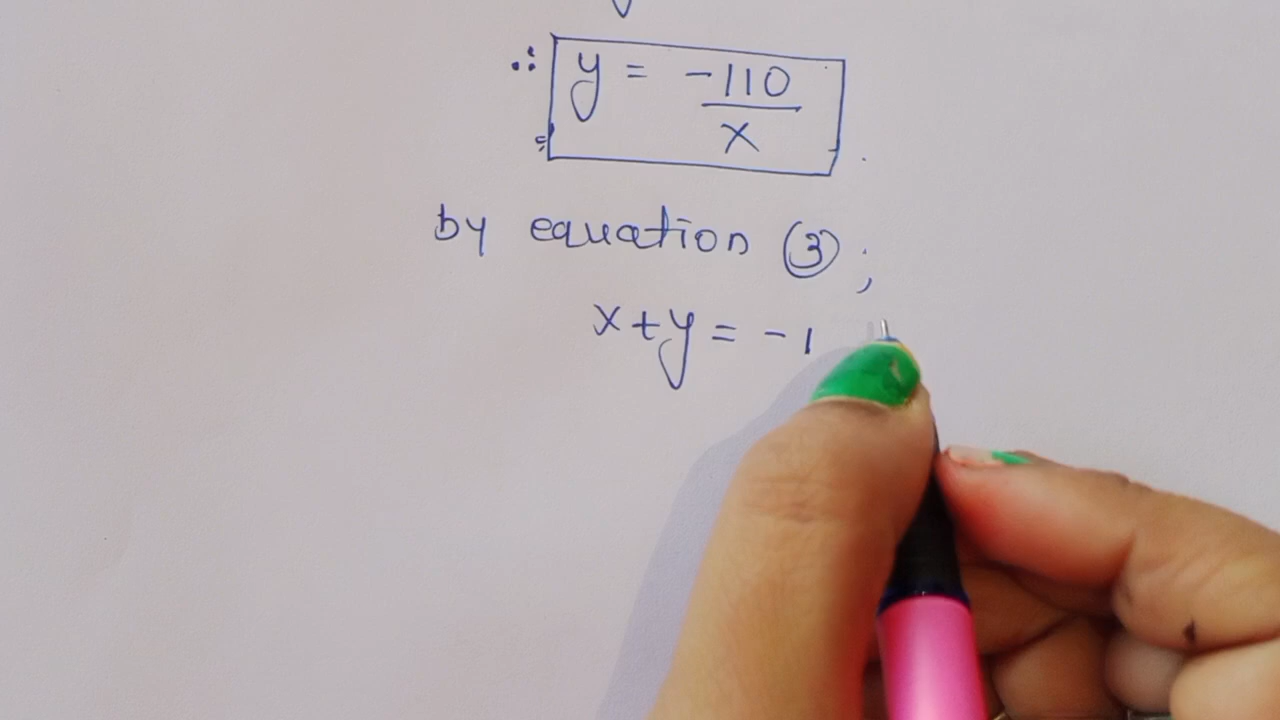 ∴ y = -110/x
by equation ③ ;
x+y = -1